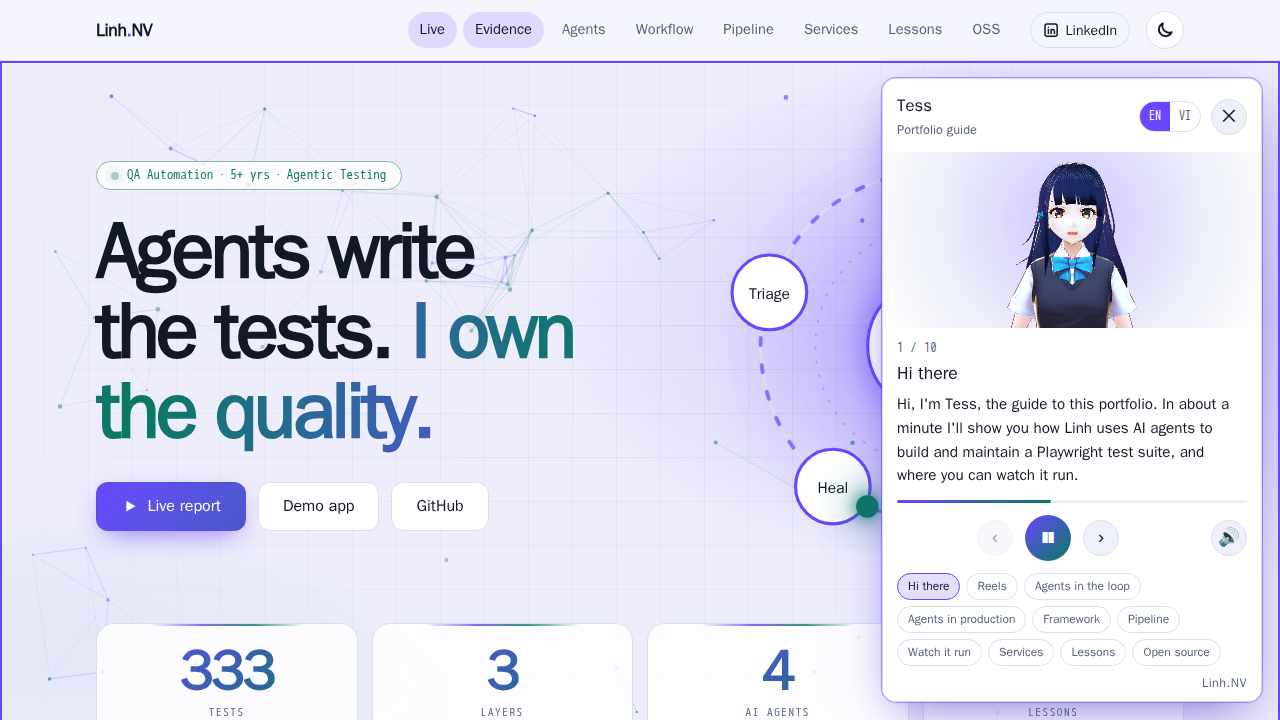 Linh.NV
Live
Evidence
Agents
Workflow
Pipeline
Services
Lessons
OSS
LinkedIn
QA Automation · 5+ yrs · Agentic Testing
Agents write
the tests. I own
the quality.
Live report
Demo app
GitHub
Triage
Heal
333
TESTS
3
LAYERS
4
AI AGENTS
LESSONS
Tess
Portfolio guide
EN
VI
1 / 10
Hi there
Hi, I'm Tess, the guide to this portfolio. In about a
minute I'll show you how Linh uses AI agents to
build and maintain a Playwright test suite, and
where you can watch it run.
Hi there
Reels
Agents in the loop
Agents in production
Framework
Pipeline
Watch it run
Services
Lessons
Open source
Linh.NV